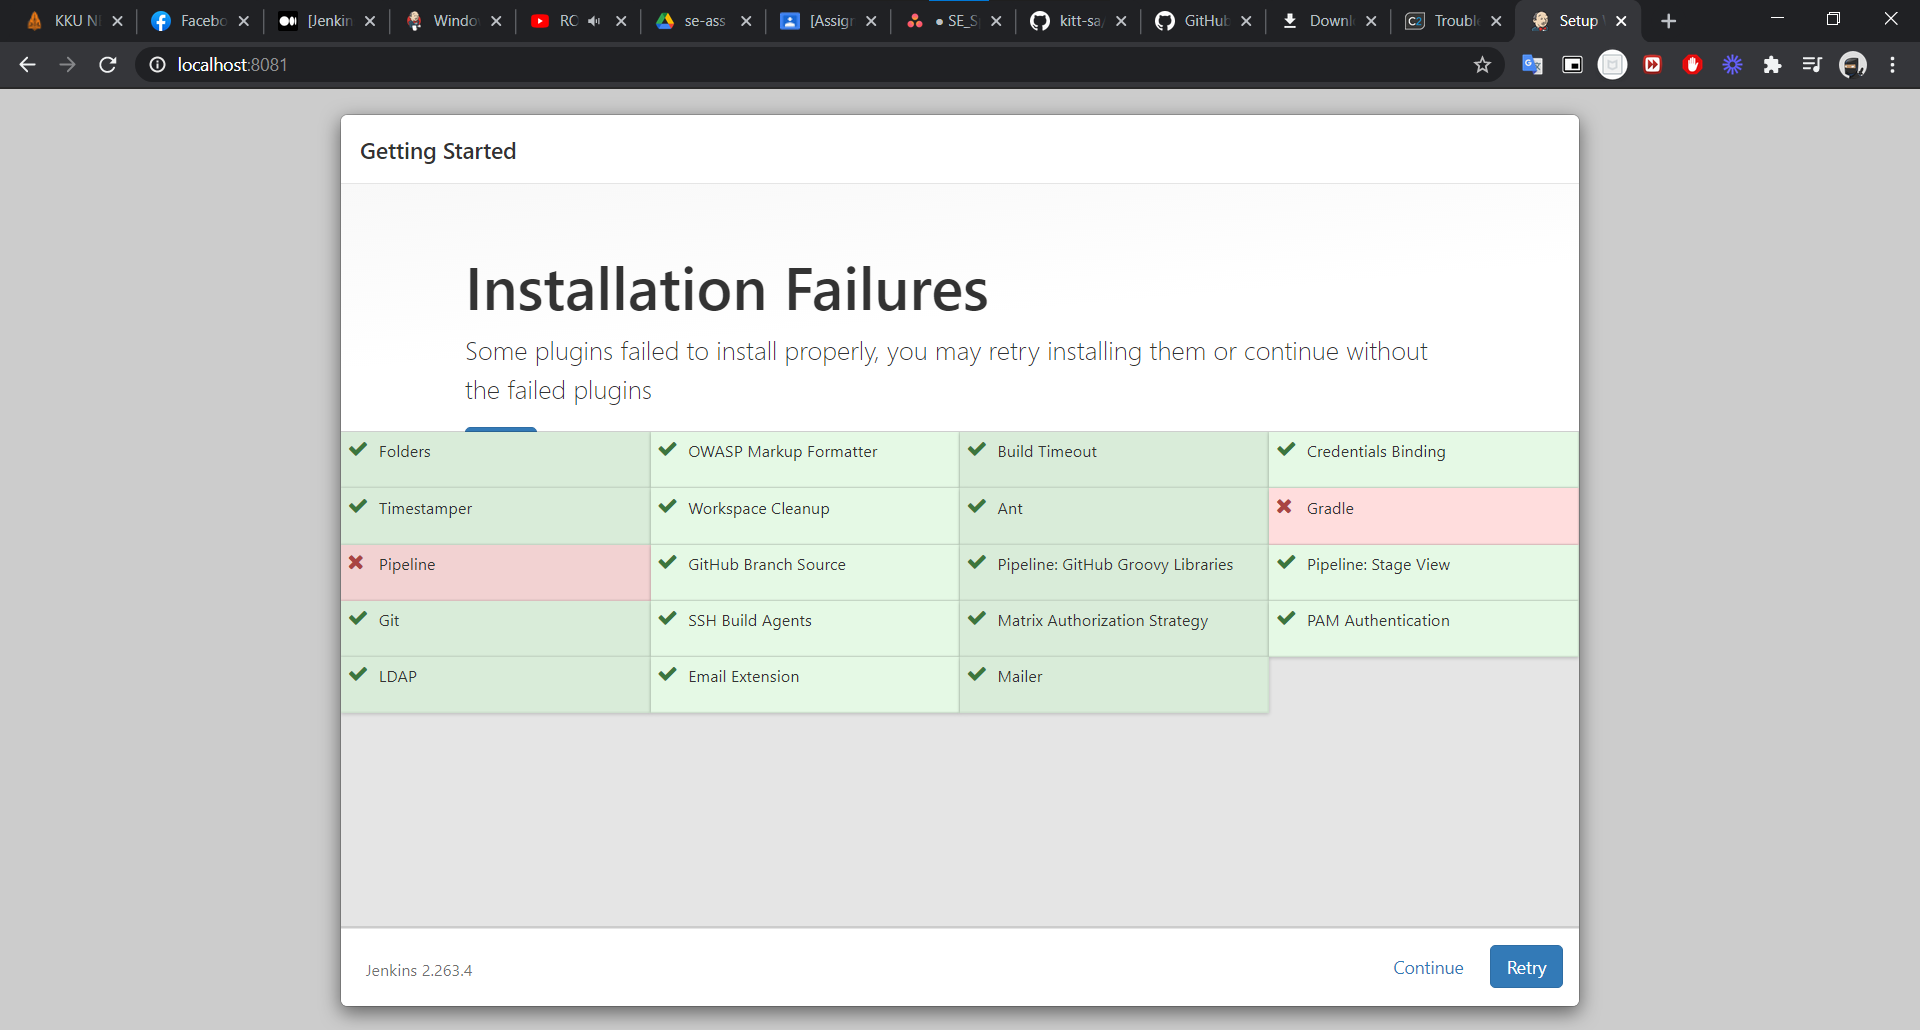 KKU N
Facebo
[Jenkin
Windo
RC
se-ass
[Assig
• SE_S
kitt-sa
GitHub
Downl
Troubl
Setup
localhost:8081
Getting Started
Installation Failures
Some plugins failed to install properly, you may retry installing them or continue without
the failed plugins
Folders
OWASP Markup Formatter
Build Timeout
Credentials Binding
Timestamper
Workspace Cleanup
Ant
Gradle
Pipeline
GitHub Branch Source
Pipeline: GitHub Groovy Libraries
Pipeline: Stage View
Git
SSH Build Agents
Matrix Authorization Strategy
PAM Authentication
LDAP
Email Extension
Mailer
Jenkins 2.263.4
Continue
Retry